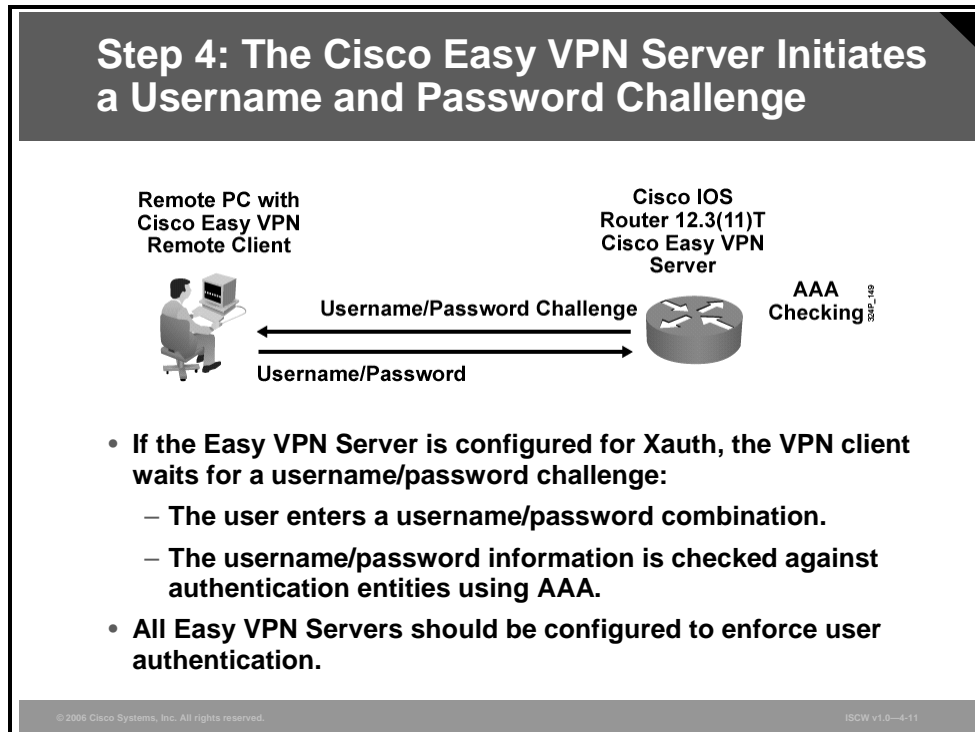 Step 4: The Cisco Easy VPN Server Initiates
a Username and Password Challenge
Remote PC with
Cisco Easy VPN
Remote Client
Cisco IOS
Router 12.3(11)T
Cisco Easy VPN
Server
AAA
Checking
324P_149
Username/Password Challenge
Username/Password
• If the Easy VPN Server is configured for Xauth, the VPN client
waits for a username/password challenge:
– The user enters a username/password combination.
– The username/password information is checked against
authentication entities using AAA.
• All Easy VPN Servers should be configured to enforce user
authentication.
© 2006 Cisco Systems, Inc. All rights reserved.
ISCW v1.0—4-11